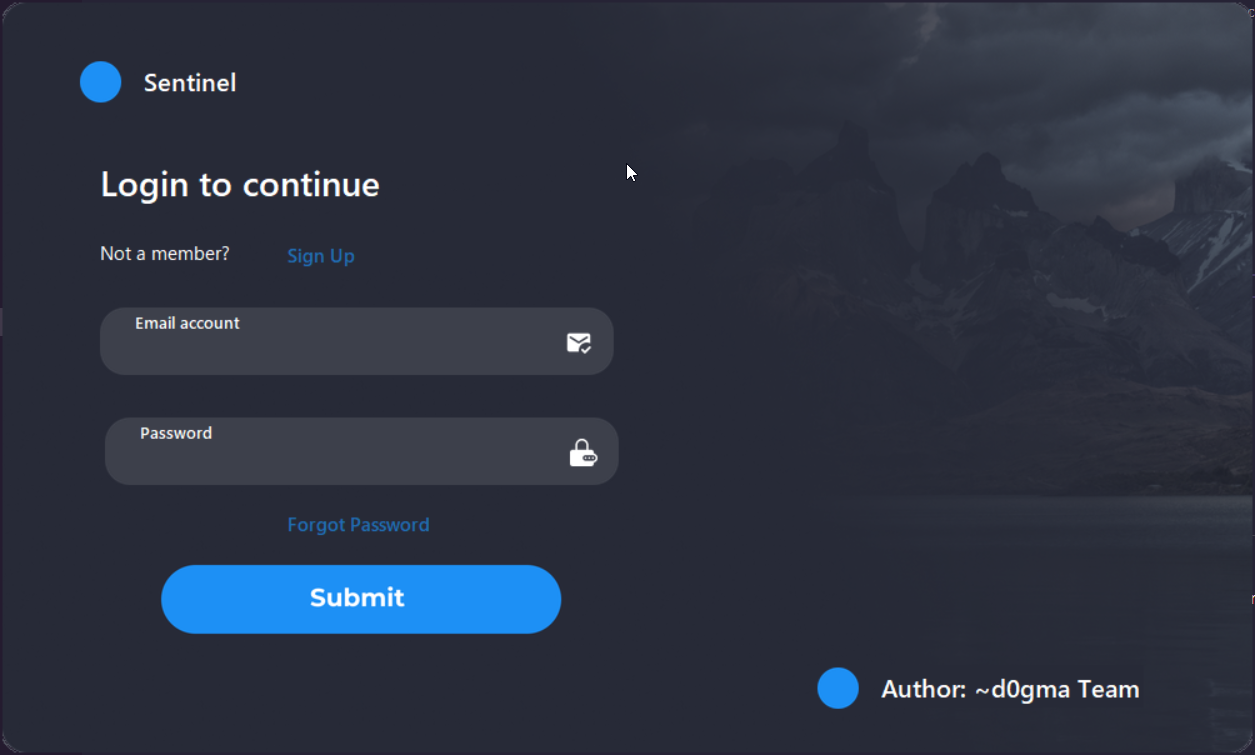 Sentinel
Login to continue
Not a member? Sign Up
Email account
Password
Forgot Password
Submit
Author: ~d0gma Team